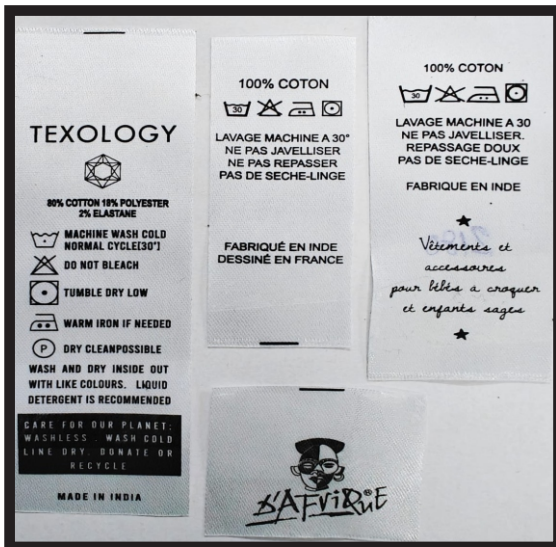 TEXOLOGY
80% COTTON 18% POLYESTER
2% ELASTANE
MACHINE WASH COLD
NORMAL CYCLE[30°]
DO NOT BLEACH
TUMBLE DRY LOW
WARM IRON IF NEEDED
P DRY CLEANPOSSIBLE
WASH AND DRY INSIDE OUT
WITH LIKE COLOURS. LIQUID
DETERGENT IS RECOMMENDED
CARE FOR OUR PLANET:
WASHLESS . WASH COLD
LINE DRY. DONATE OR
RECYCLE
MADE IN INDIA
100% COTON
30
LAVAGE MACHINE A 30°
NE PAS JAVELLISER
NE PAS REPASSER
PAS DE SECHE-LINGE
FABRIQUÉ EN INDE
DESSINÉ EN FRANCE
100% COTON
30
LAVAGE MACHINE A 30
NE PAS JAVELLISER.
REPASSAGE DOUX
PAS DE SECHE-LINGE
FABRIQUE EN INDE
Vêtements et
accessoires
pour bébés a croquer
et enfants sages
D'AFRIQUE